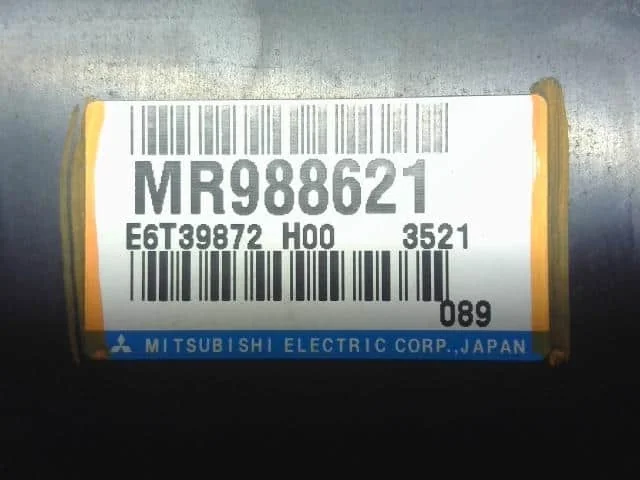 MR988621
E6T39872 H00 3521
089
MITSUBISHI ELECTRIC CORP.,JAPAN